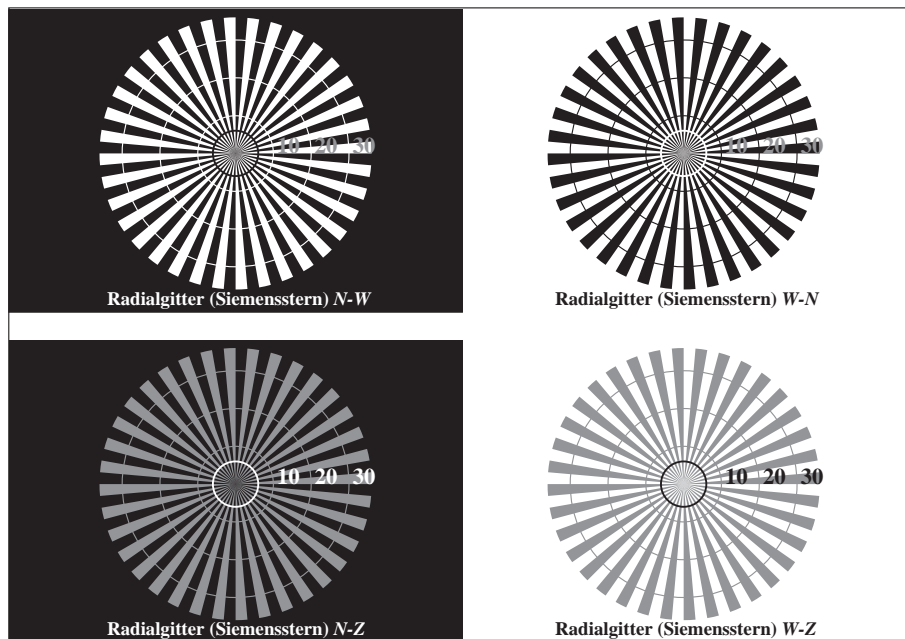 10 20 30
Radialgitter (Siemensstern) N-W
10 20 30
Radialgitter (Siemensstern) W-N
10 20 30
Radialgitter (Siemensstern) N-Z
10 20 30
Radialgitter (Siemensstern) W-Z